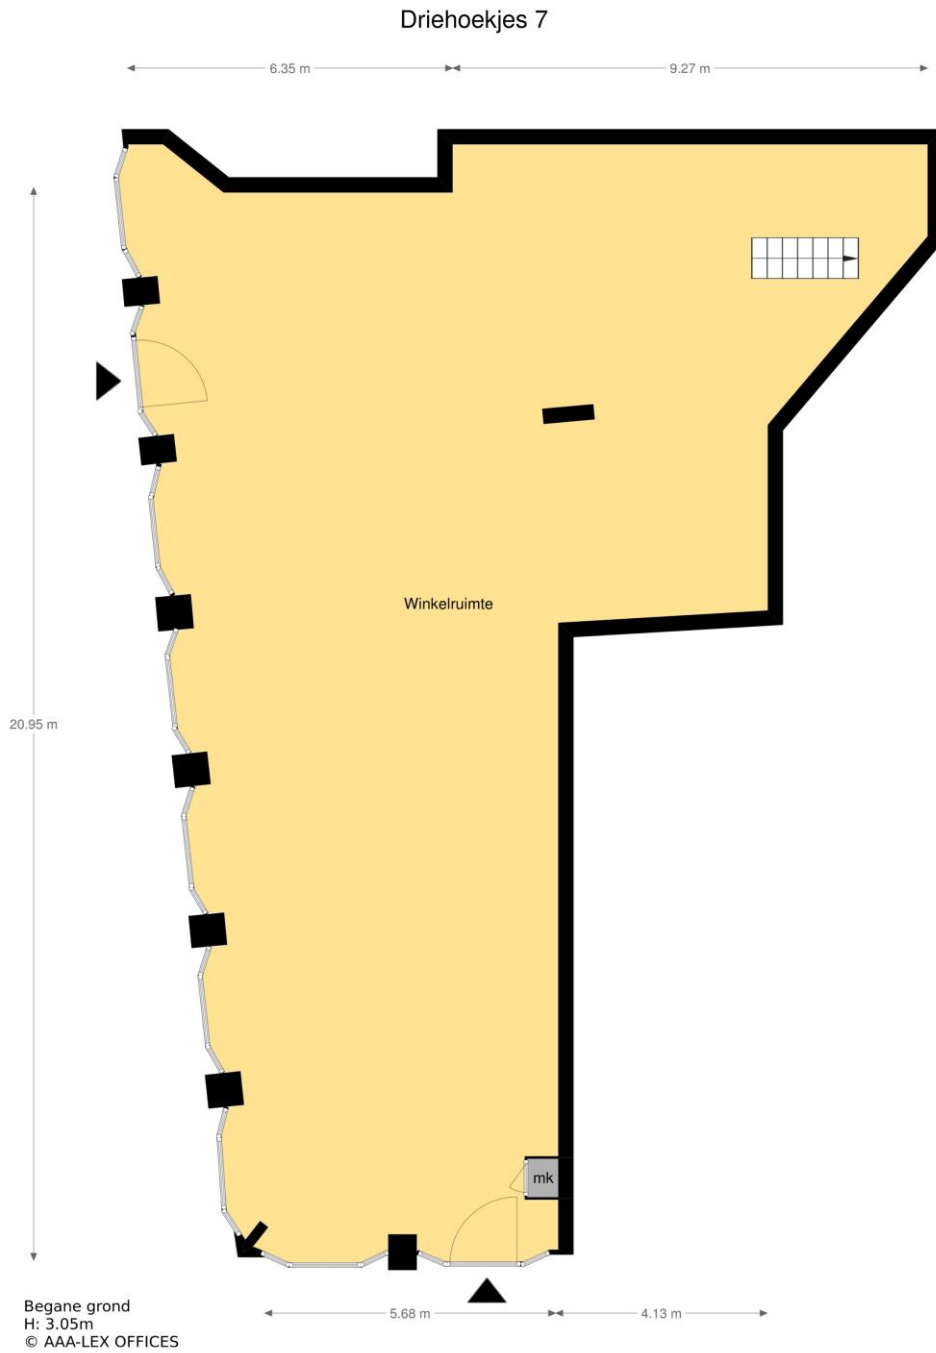 Driehoekjes 7
6.35 m
9.27 m
Winkelruimte
20.95 m
mk
5.68 m
4.13 m
Begane grond
H: 3.05m
© AAA-LEX OFFICES